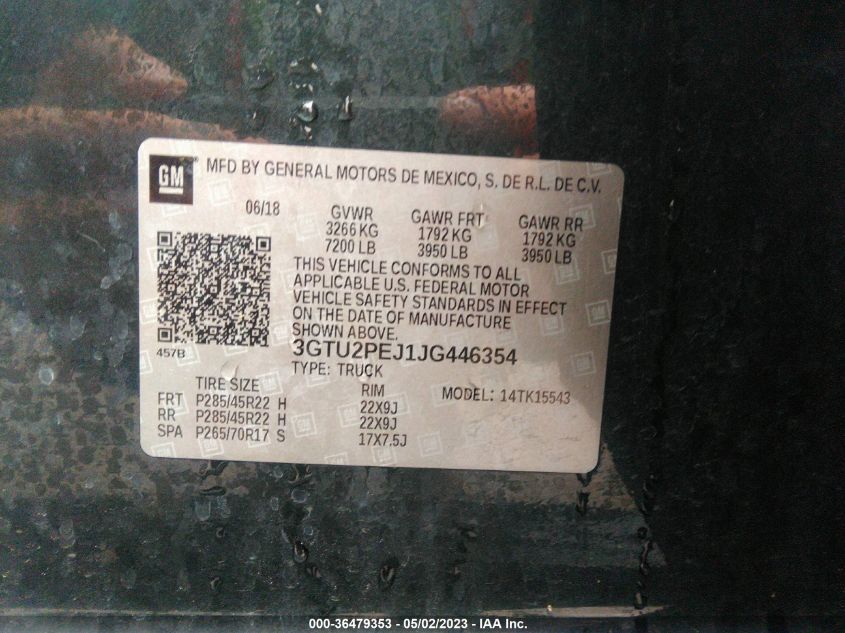 GM ® MFD BY GENERAL MOTORS DE MEXICO, S. DE R.L. DE C.V.
06/18 GVWR GAWR FRT GAWR RR
3266 KG 1792 KG 1792 KG
7200 LB 3950 LB 3950 LB
THIS VEHICLE CONFORMS TO ALL
APPLICABLE U.S. FEDERAL MOTOR
VEHICLE SAFETY STANDARDS IN EFFECT
ON THE DATE OF MANUFACTURE
SHOWN ABOVE.
457B
3GTU2PEJ1JG446354
TYPE: TRUCK
TIRE SIZE RIM MODEL: 14TK15543
FRT P285/45R22 H 22X9J
RR P285/45R22 H 22X9J
SPA P265/70R17 S 17X7.5J
000-36479353 - 05/02/2023 - IAA Inc.